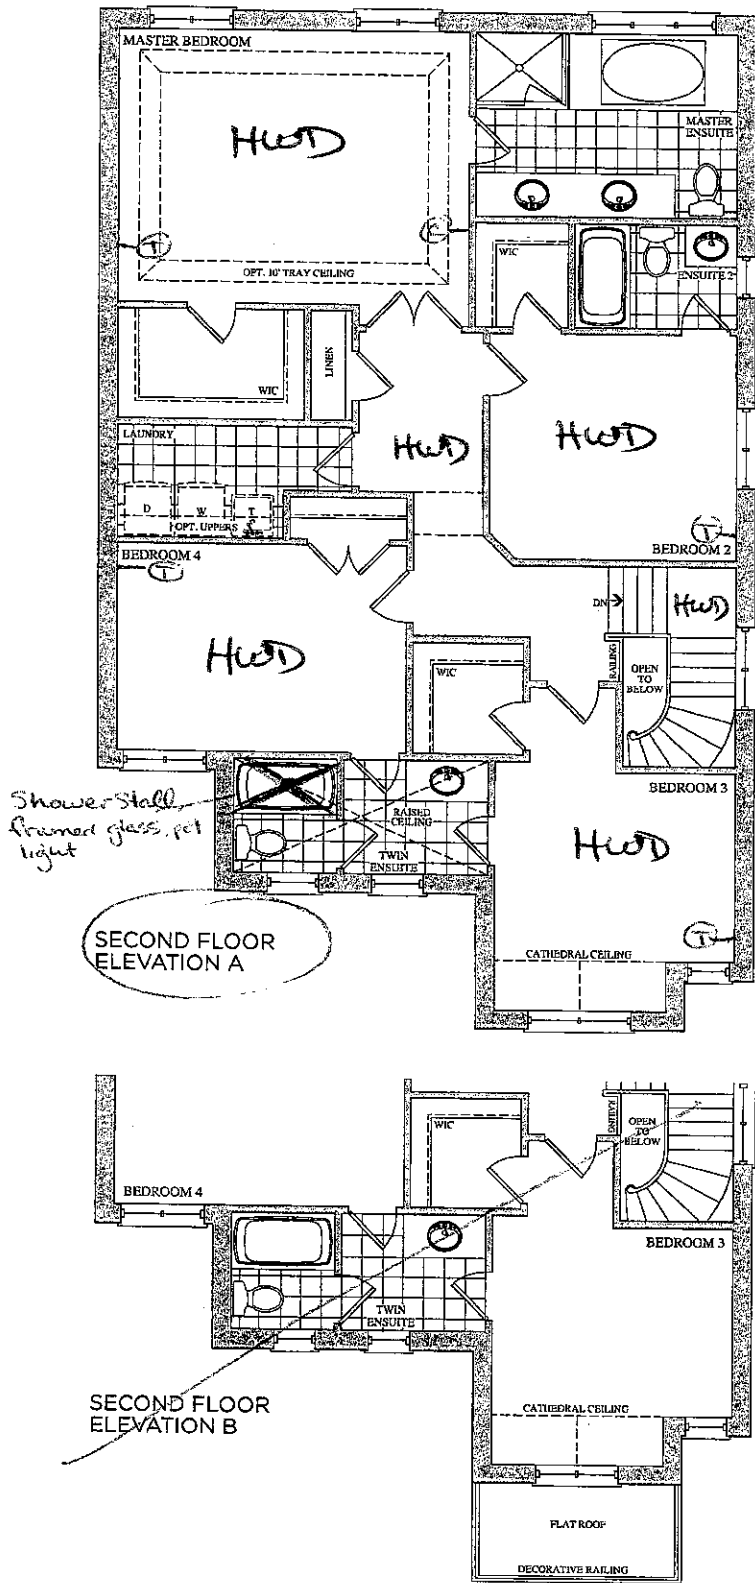 MASTER BEDROOM
HWD
MASTER
ENSUITE
T
C
OPT. 10' TRAY CEILING
WIC
ENSUITE 2
WIC
LINEN
LAUNDRY
HWD
HWD
D
W
T
OPT. UPPERS
BEDROOM 4
T
T
BEDROOM 2
DN
HWD
HWD
WIC
RAILING
OPEN
TO
BELOW
BEDROOM 3
Shower Stall,
framed glass, pot
light
RAISED
CEILING
TWIN
ENSUITE
HWD
SECOND FLOOR
ELEVATION A
T
CATHEDRAL CEILING
WIC
RAILING
OPEN
TO
BELOW
BEDROOM 4
BEDROOM 3
TWIN
ENSUITE
SECOND FLOOR
ELEVATION B
CATHEDRAL CEILING
FLAT ROOF
DECORATIVE RAILING